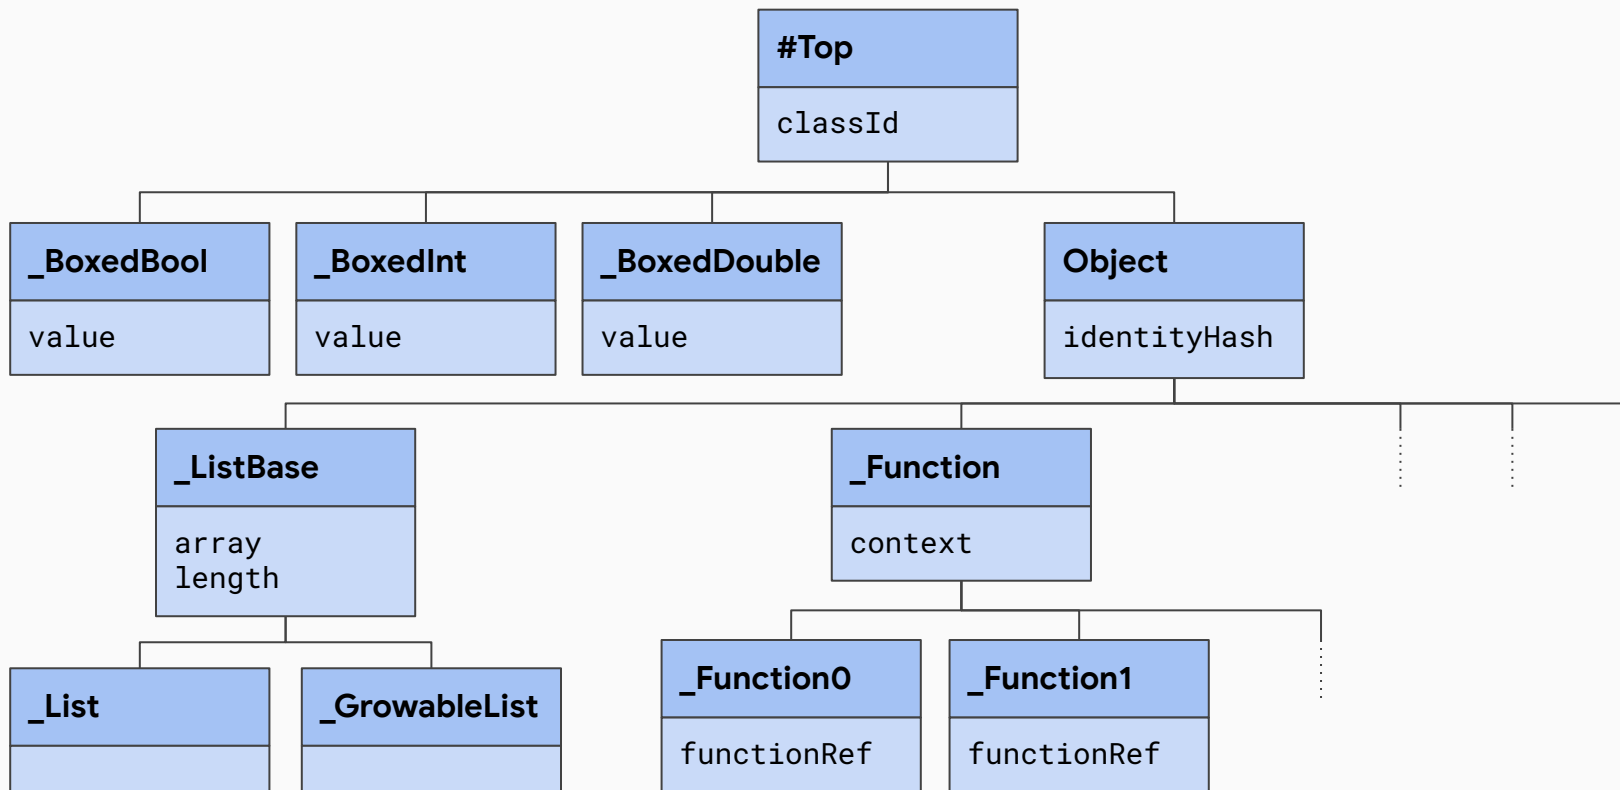 #Top
classId
_BoxedBool
value
_BoxedInt
value
_BoxedDouble
value
Object
identityHash
_ListBase
array
length
_Function
context
_List
_GrowableList
_Function0
functionRef
_Function1
functionRef